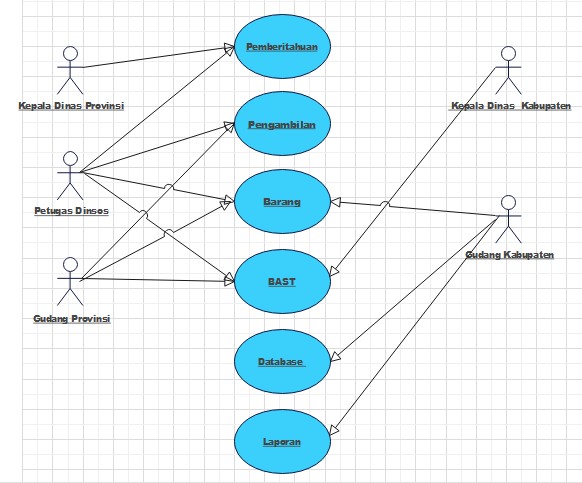 Pemberitahuan
Kepala Dinas Provinsi
Kepala Dinas Kabupaten
Pengambilan
Petugas Dinsos
Barang
Gudang Kabupaten
BAST
Gudang Provinsi
Database
Laporan